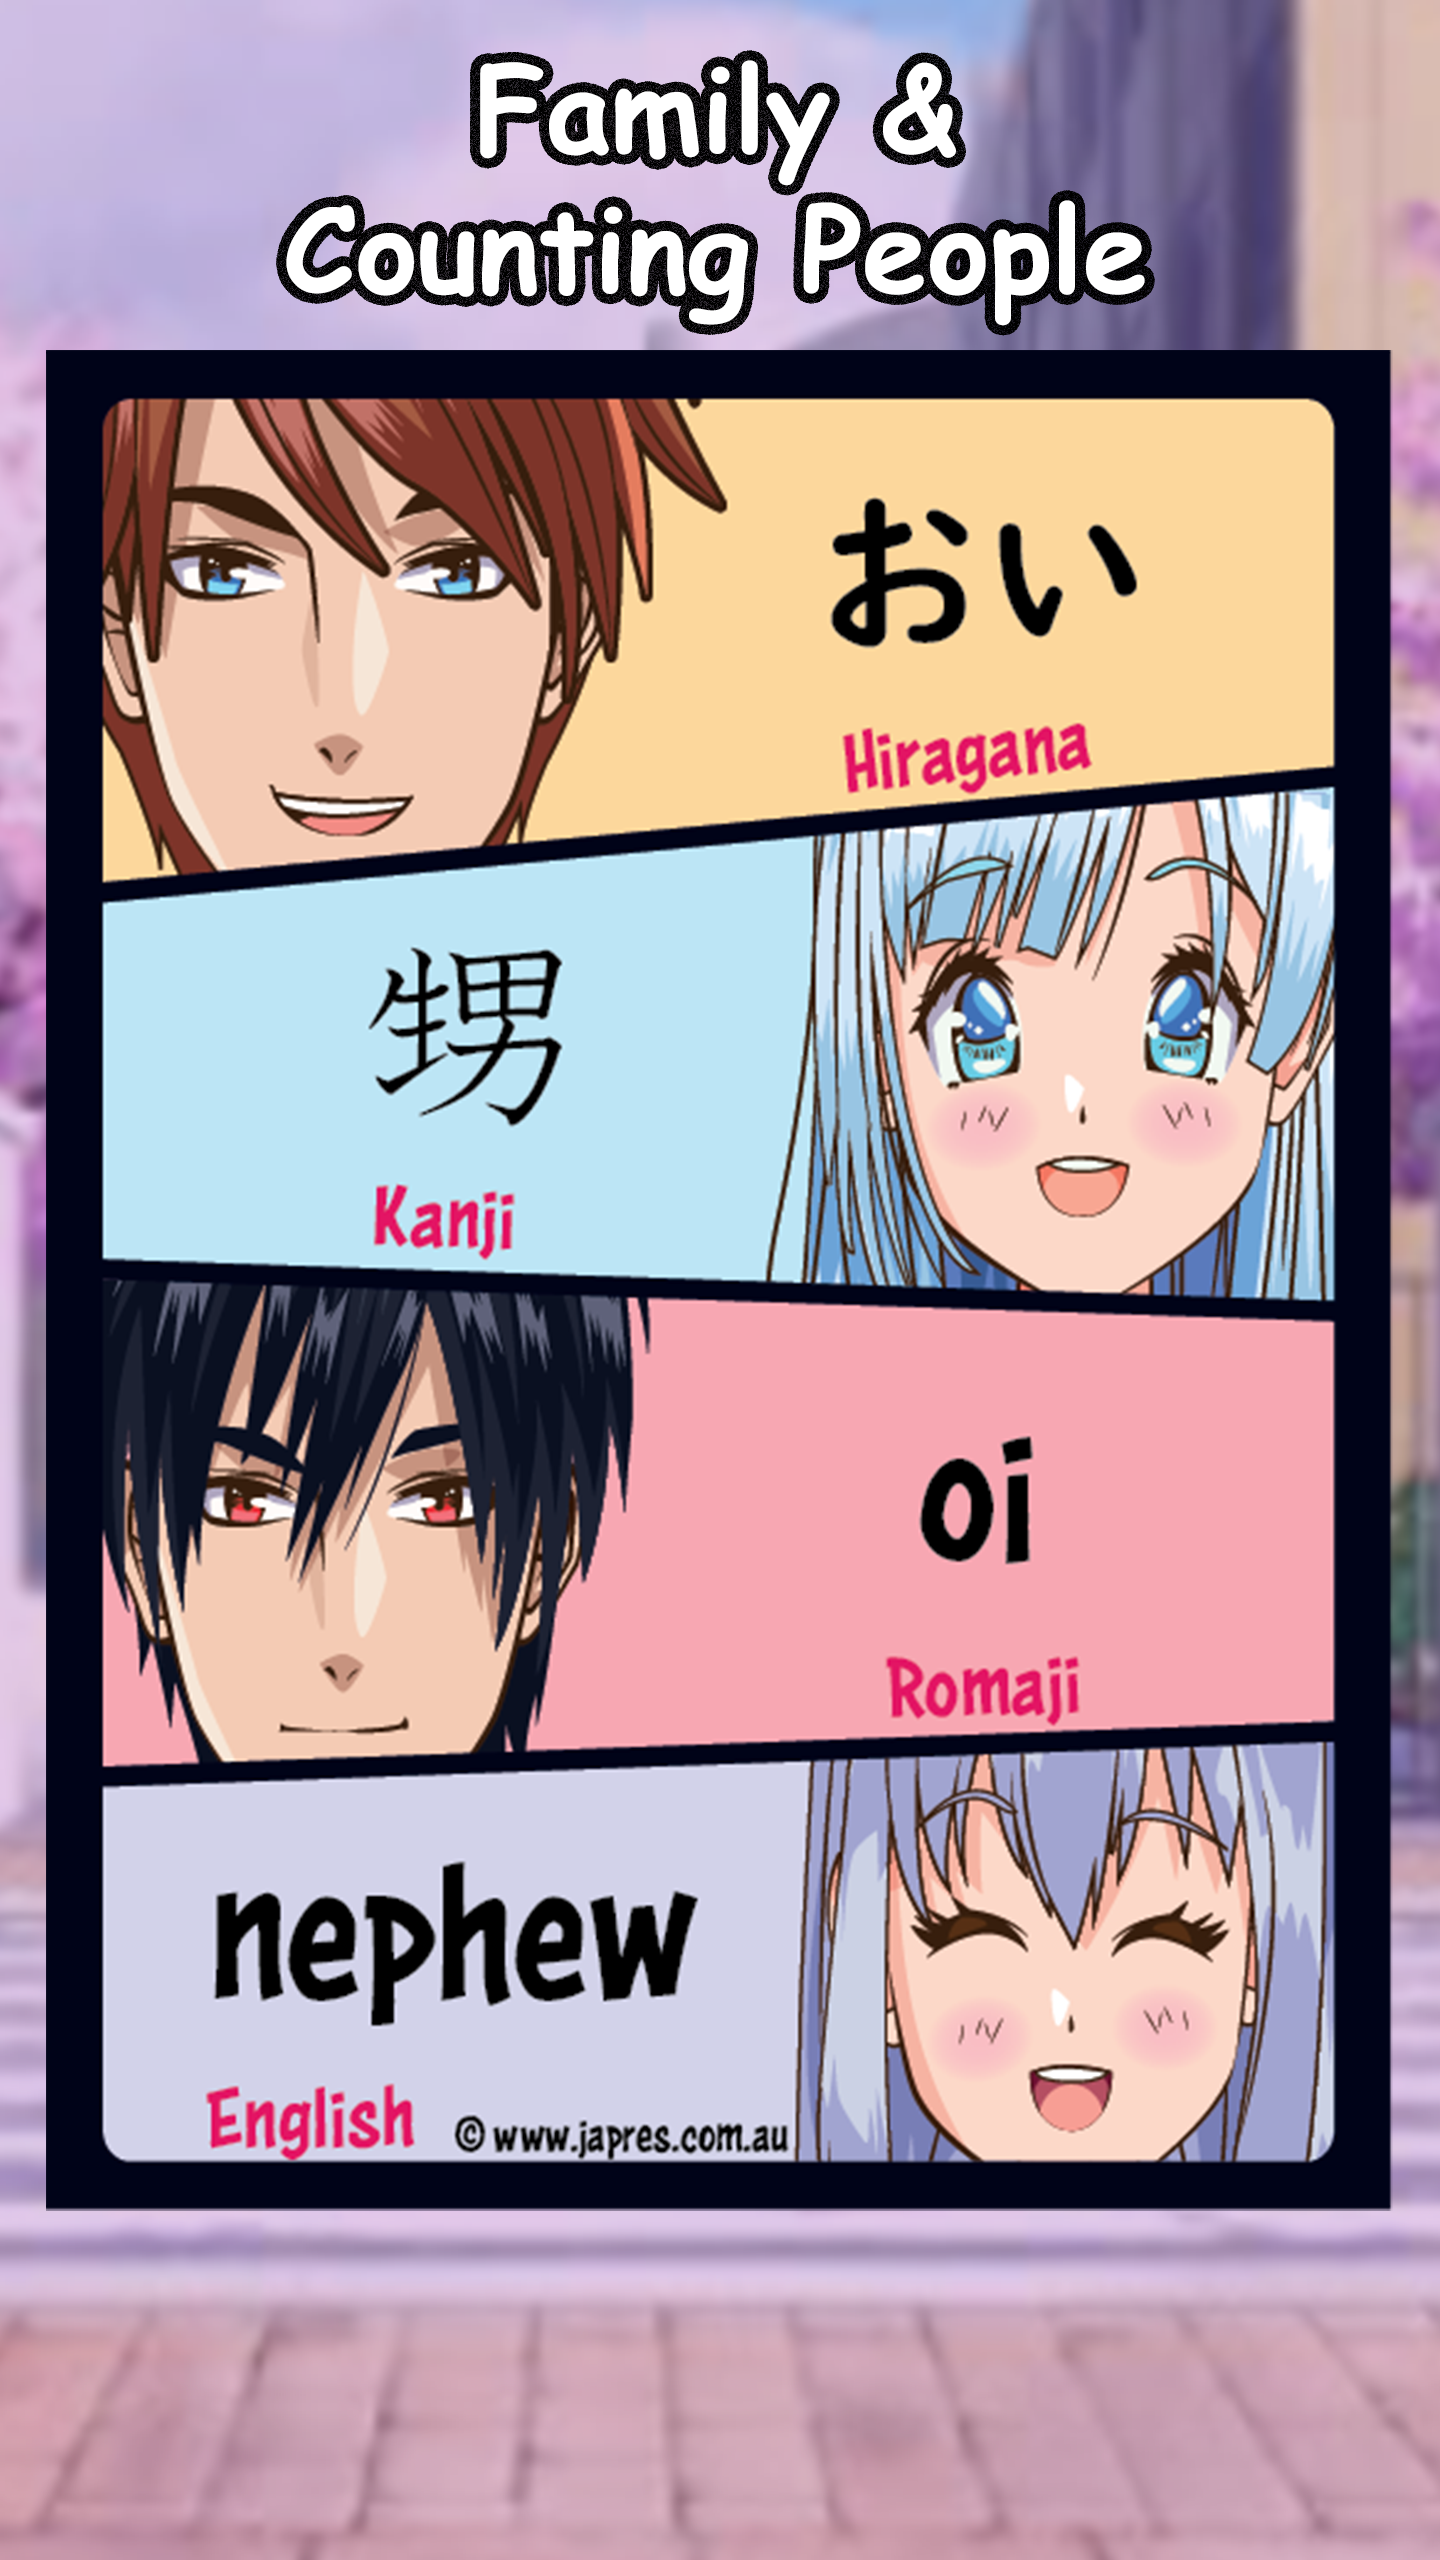 Family &
Counting People
おい
Hiragana
甥
Kanji
oi
Romaji
nephew
English
© www.japres.com.au